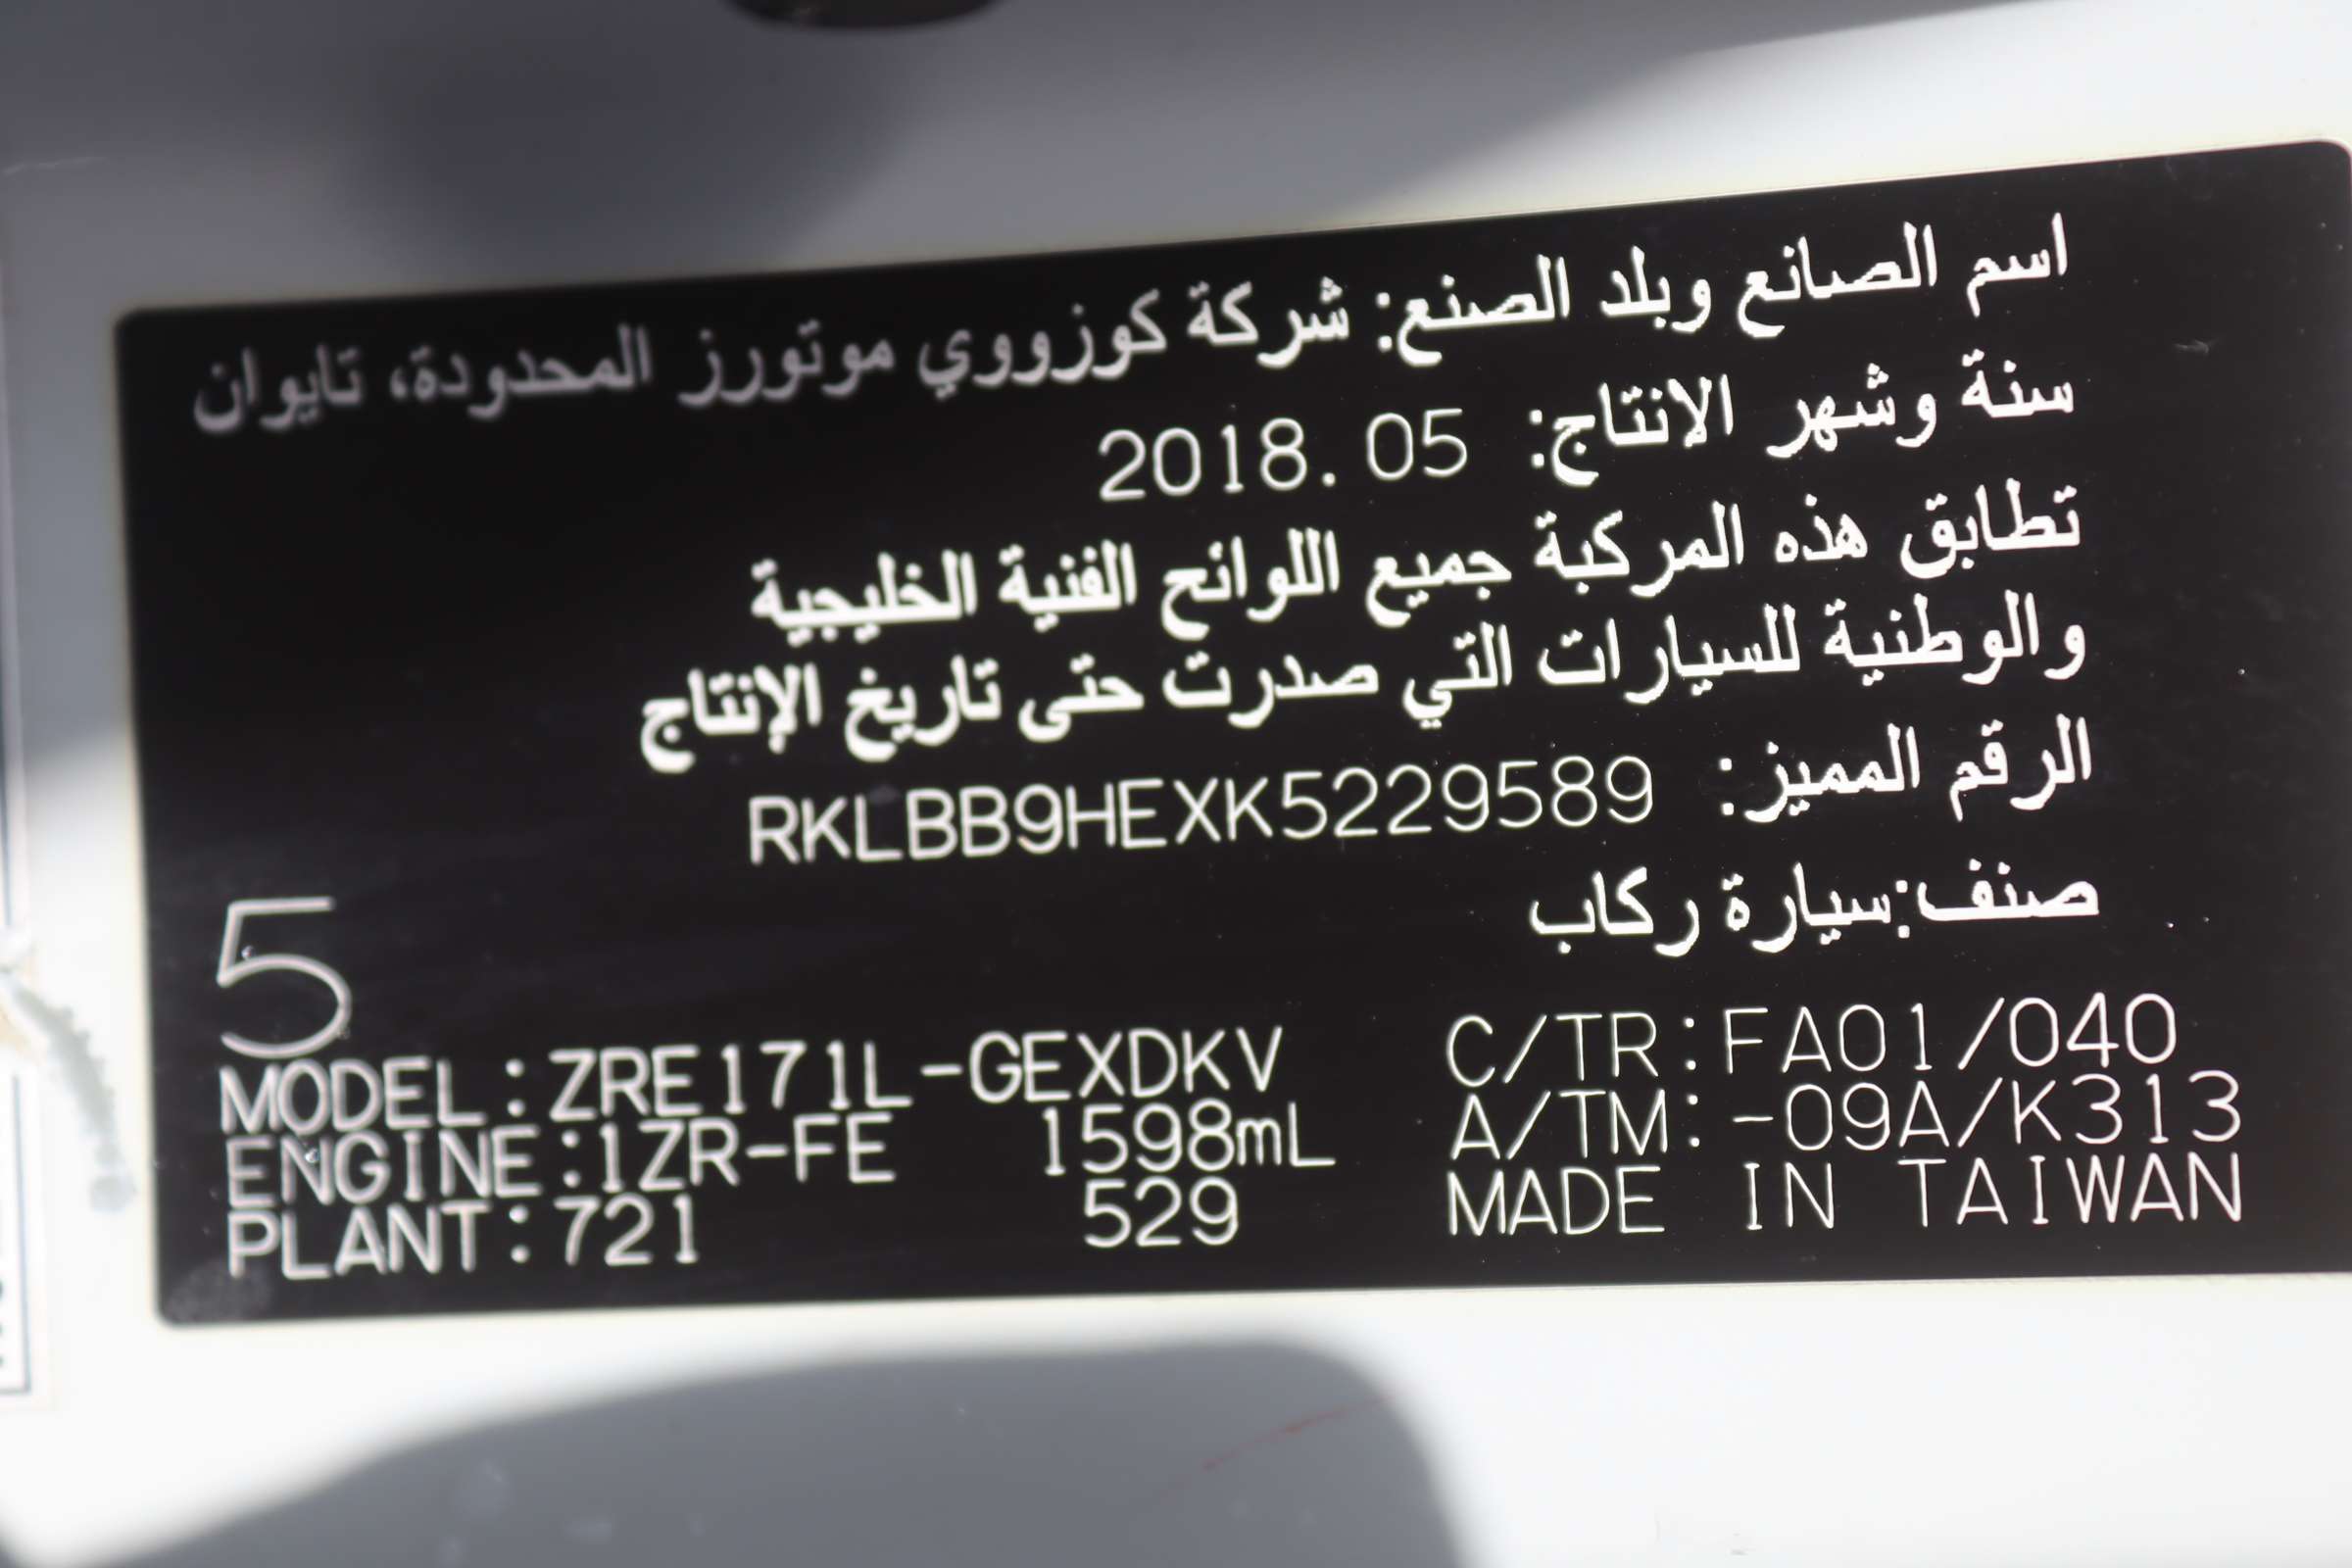 اسم الصانع وبلد الصنع: شركة كوزووي موتورز المحدودة، تايوان
سنة وشهر الانتاج: 2018.05
تطابق هذه المركبة جميع اللوائح الفنية الخليجية
والوطنية للسيارات التي صدرت حتى تاريخ الإنتاج
الرقم المميز: RKLBB9HEXK5229589
صنف:سيارة ركاب
5
MODEL:ZRE171L-GEXDKV C/TR:FA01/040
ENGINE:1ZR-FE 1598mL A/TM:-09A/K313
PLANT:721 529 MADE IN TAIWAN